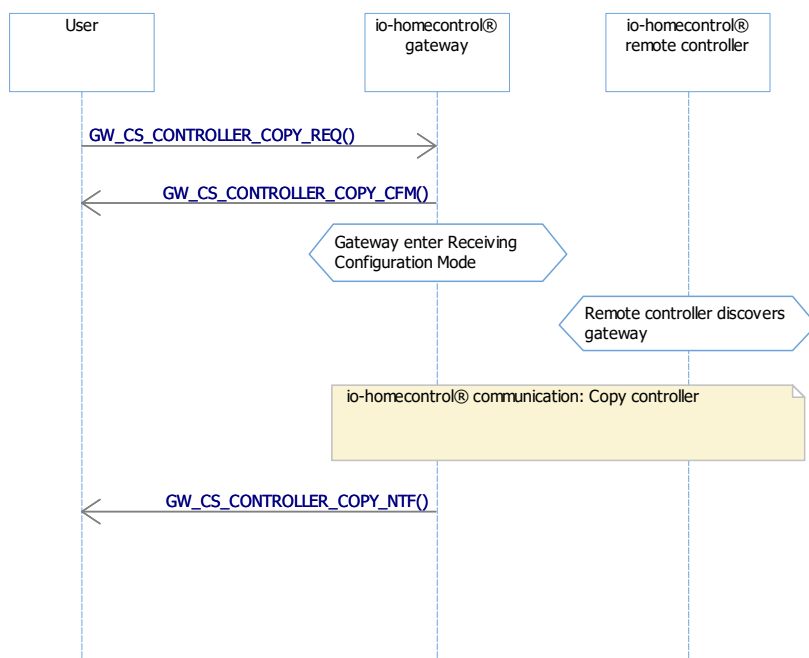 User
io-homecontrol®
gateway
io-homecontrol®
remote controller
GW_CS_CONTROLLER_COPY_REQ()
GW_CS_CONTROLLER_COPY_CFM()
Gateway enter Receiving
Configuration Mode
Remote controller discovers
gateway
io-homecontrol® communication: Copy controller
GW_CS_CONTROLLER_COPY_NTF()